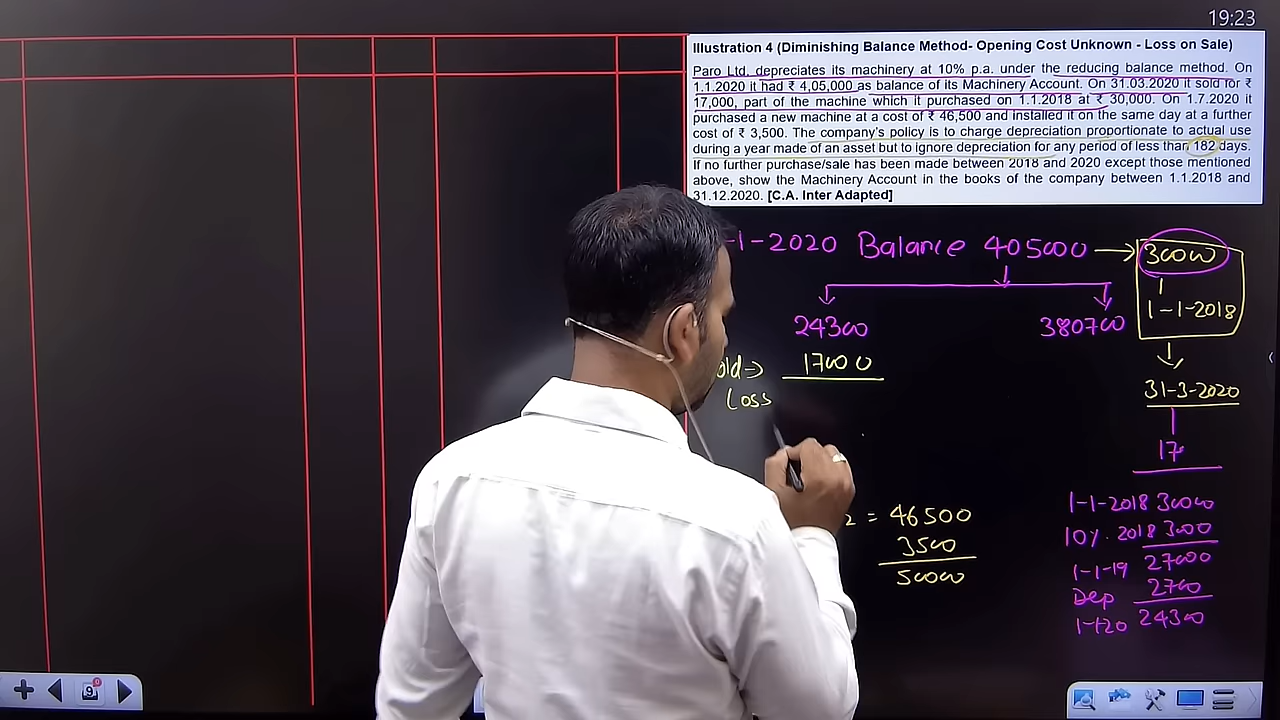 19:23
Illustration 4 (Diminishing Balance Method- Opening Cost Unknown - Loss on Sale)
Paro Ltd. depreciates its machinery at 10% p.a. under the reducing balance method. On
1.1.2020 it had ₹ 4,05,000 as balance of its Machinery Account. On 31.03.2020 it sold for ₹
17,000, part of the machine which it purchased on 1.1.2018 at ₹ 30,000. On 1.7.2020 it
purchased a new machine at a cost of ₹ 46,500 and installed it on the same day at a further
cost of ₹ 3,500. The company's policy is to charge depreciation proportionate to actual use
during a year made of an asset but to ignore depreciation for any period of less than 182 days.
If no further purchase/sale has been made between 2018 and 2020 except those mentioned
above, show the Machinery Account in the books of the company between 1.1.2018 and
31.12.2020. [C.A. Inter Adapted]
-1-2020 Balance 405000 → 30000
1-1-2018
24300 380700
old→ 17000
Loss
31-3-2020
17
2 = 46500
3500
50000
1-1-2018 30000
10%. 2018 3000
1-1-19 27000
Dep 2700
1-1-20 24300
9